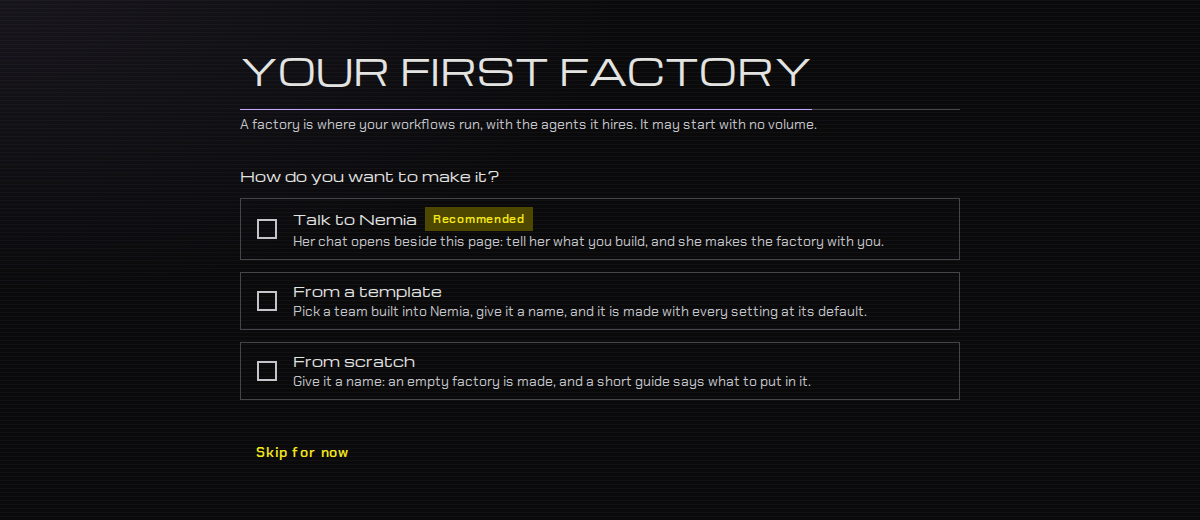 YOUR FIRST FACTORY
A factory is where your workflows run, with the agents it hires. It may start with no volume.
How do you want to make it?
Talk to Nemia Recommended
Her chat opens beside this page: tell her what you build, and she makes the factory with you.
From a template
Pick a team built into Nemia, give it a name, and it is made with every setting at its default.
From scratch
Give it a name: an empty factory is made, and a short guide says what to put in it.
Skip for now